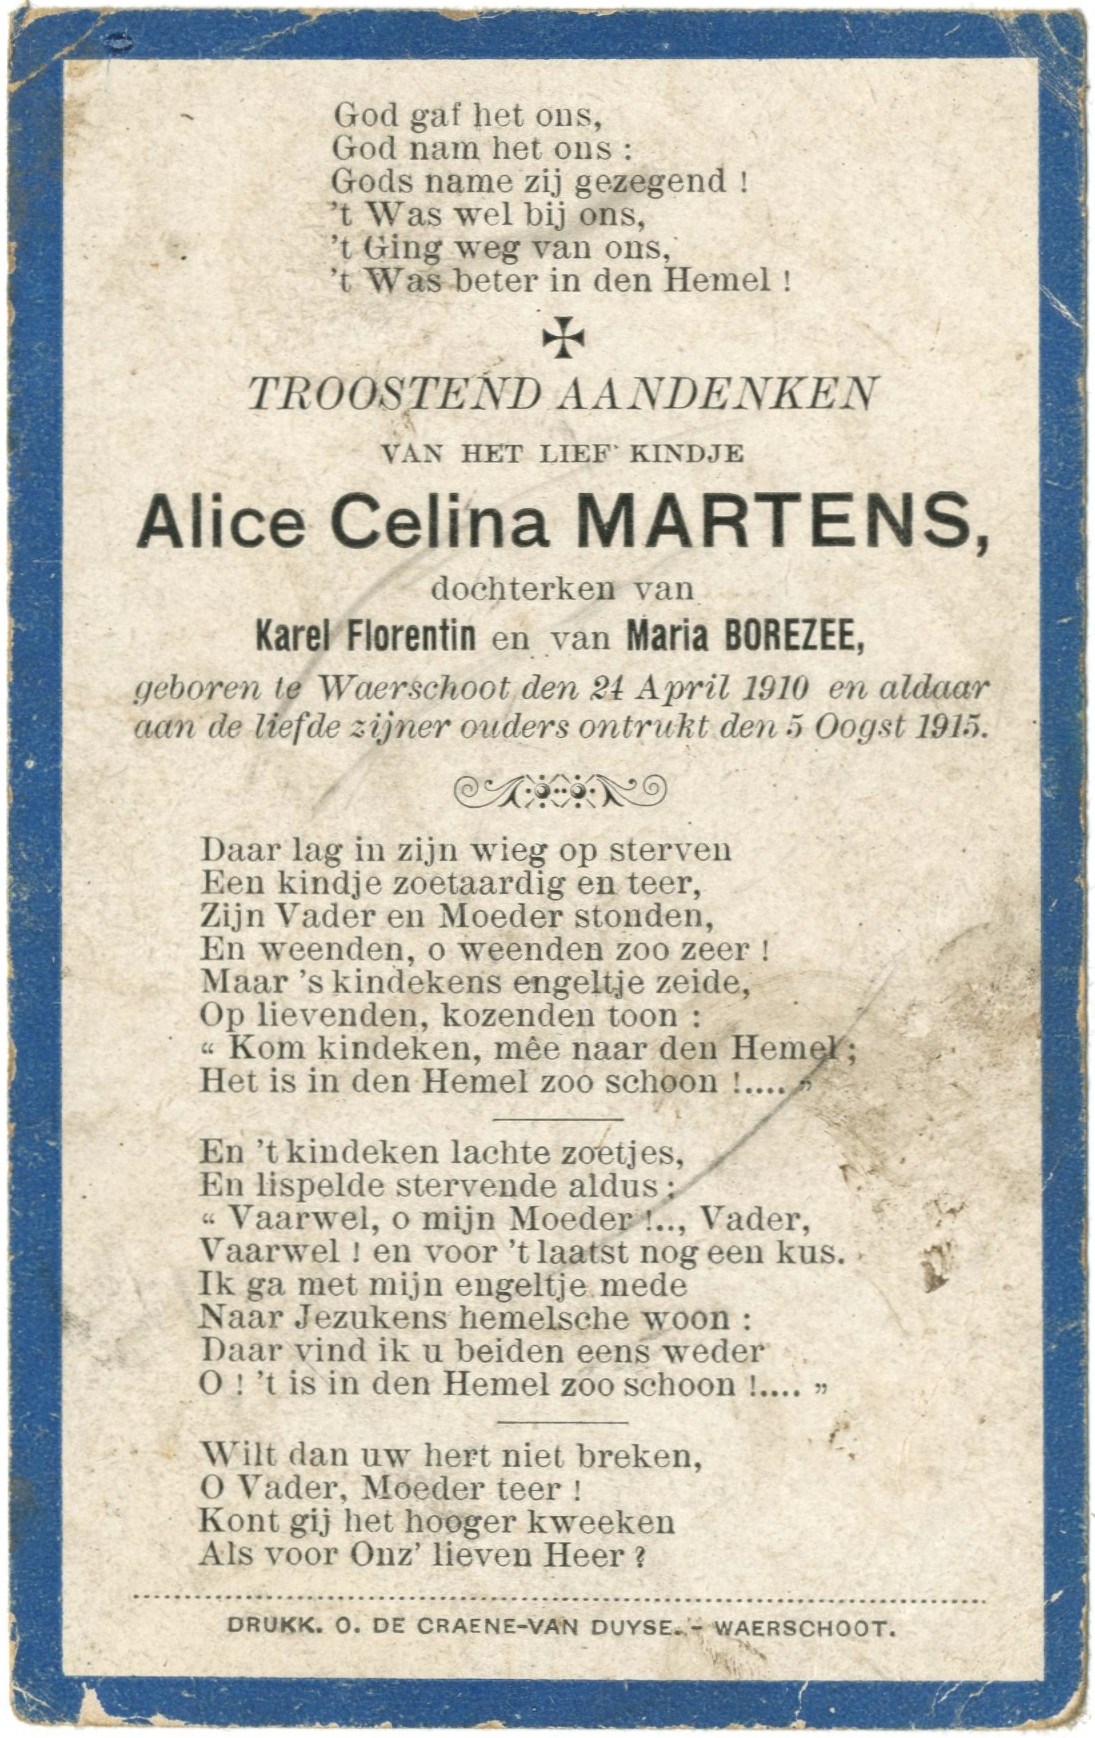 God gaf het ons,
God nam het ons :
Gods name zij gezegend !
't Was wel bij ons,
't Ging weg van ons,
't Was beter in den Hemel !
TROOSTEND AANDENKEN
VAN HET LIEF KINDJE
Alice Celina MARTENS,
dochterken van
Karel Florentin en van Maria BOREZEE,
geboren te Waerschoot den 24 April 1910 en aldaar
aan de liefde zijner ouders ontrukt den 5 Oogst 1915.
Daar lag in zijn wieg op sterven
Een kindje zoetaardig en teer,
Zijn Vader en Moeder stonden,
En weenden, o weenden zoo zeer !
Maar 's kindekens engeltje zeide,
Op lievenden, kozenden toon :
“ Kom kindeken, mêe naar den Hemel ;
Het is in den Hemel zoo schoon !.... ”
En 't kindeken lachte zoetjes,
En lispelde stervende aldus :
“ Vaarwel, o mijn Moeder !.., Vader,
Vaarwel ! en voor 't laatst nog een kus.
Ik ga met mijn engeltje mede
Naar Jezukens hemelsche woon :
Daar vind ik u beiden eens weder
O ! 't is in den Hemel zoo schoon !.... ”
Wilt dan uw hert niet breken,
O Vader, Moeder teer !
Kont gij het hooger kweeken
Als voor Onz' lieven Heer ?
DRUKK. O. DE CRAENE-VAN DUYSE. - WAERSCHOOT.